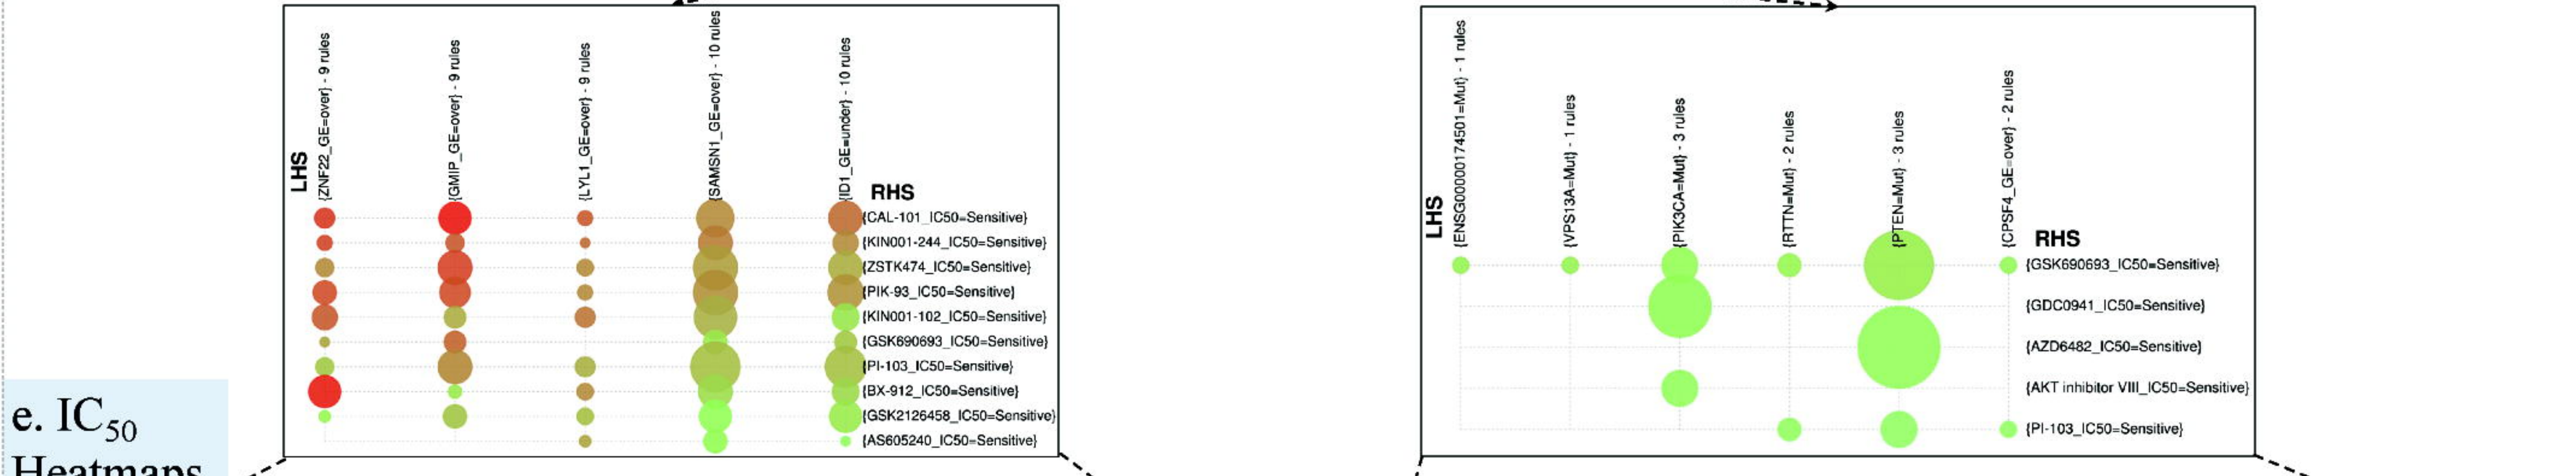 LHS
{ZNF22_GE=over} - 9 rules
{GMIP_GE=over} - 9 rules
{LYL1_GE=over} - 9 rules
{SAMSN1_GE=over} - 10 rules
{ID1_GE=under} - 10 rules
RHS
{CAL-101_IC50=Sensitive}
{KIN001-244_IC50=Sensitive}
{ZSTK474_IC50=Sensitive}
{PIK-93_IC50=Sensitive}
{KIN001-102_IC50=Sensitive}
{GSK690693_IC50=Sensitive}
{PI-103_IC50=Sensitive}
{BX-912_IC50=Sensitive}
{GSK2126458_IC50=Sensitive}
{AS605240_IC50=Sensitive}
LHS
{ENSG00000174501=Mut} - 1 rules
{VPS13A=Mut} - 1 rules
{PIK3CA=Mut} - 3 rules
{RTTN=Mut} - 2 rules
{PTEN=Mut} - 3 rules
{CPSF4_GE=over} - 2 rules
RHS
{GSK690693_IC50=Sensitive}
{GDC0941_IC50=Sensitive}
{AZD6482_IC50=Sensitive}
{AKT inhibitor VIII_IC50=Sensitive}
{PI-103_IC50=Sensitive}
e. IC50
Heatmaps